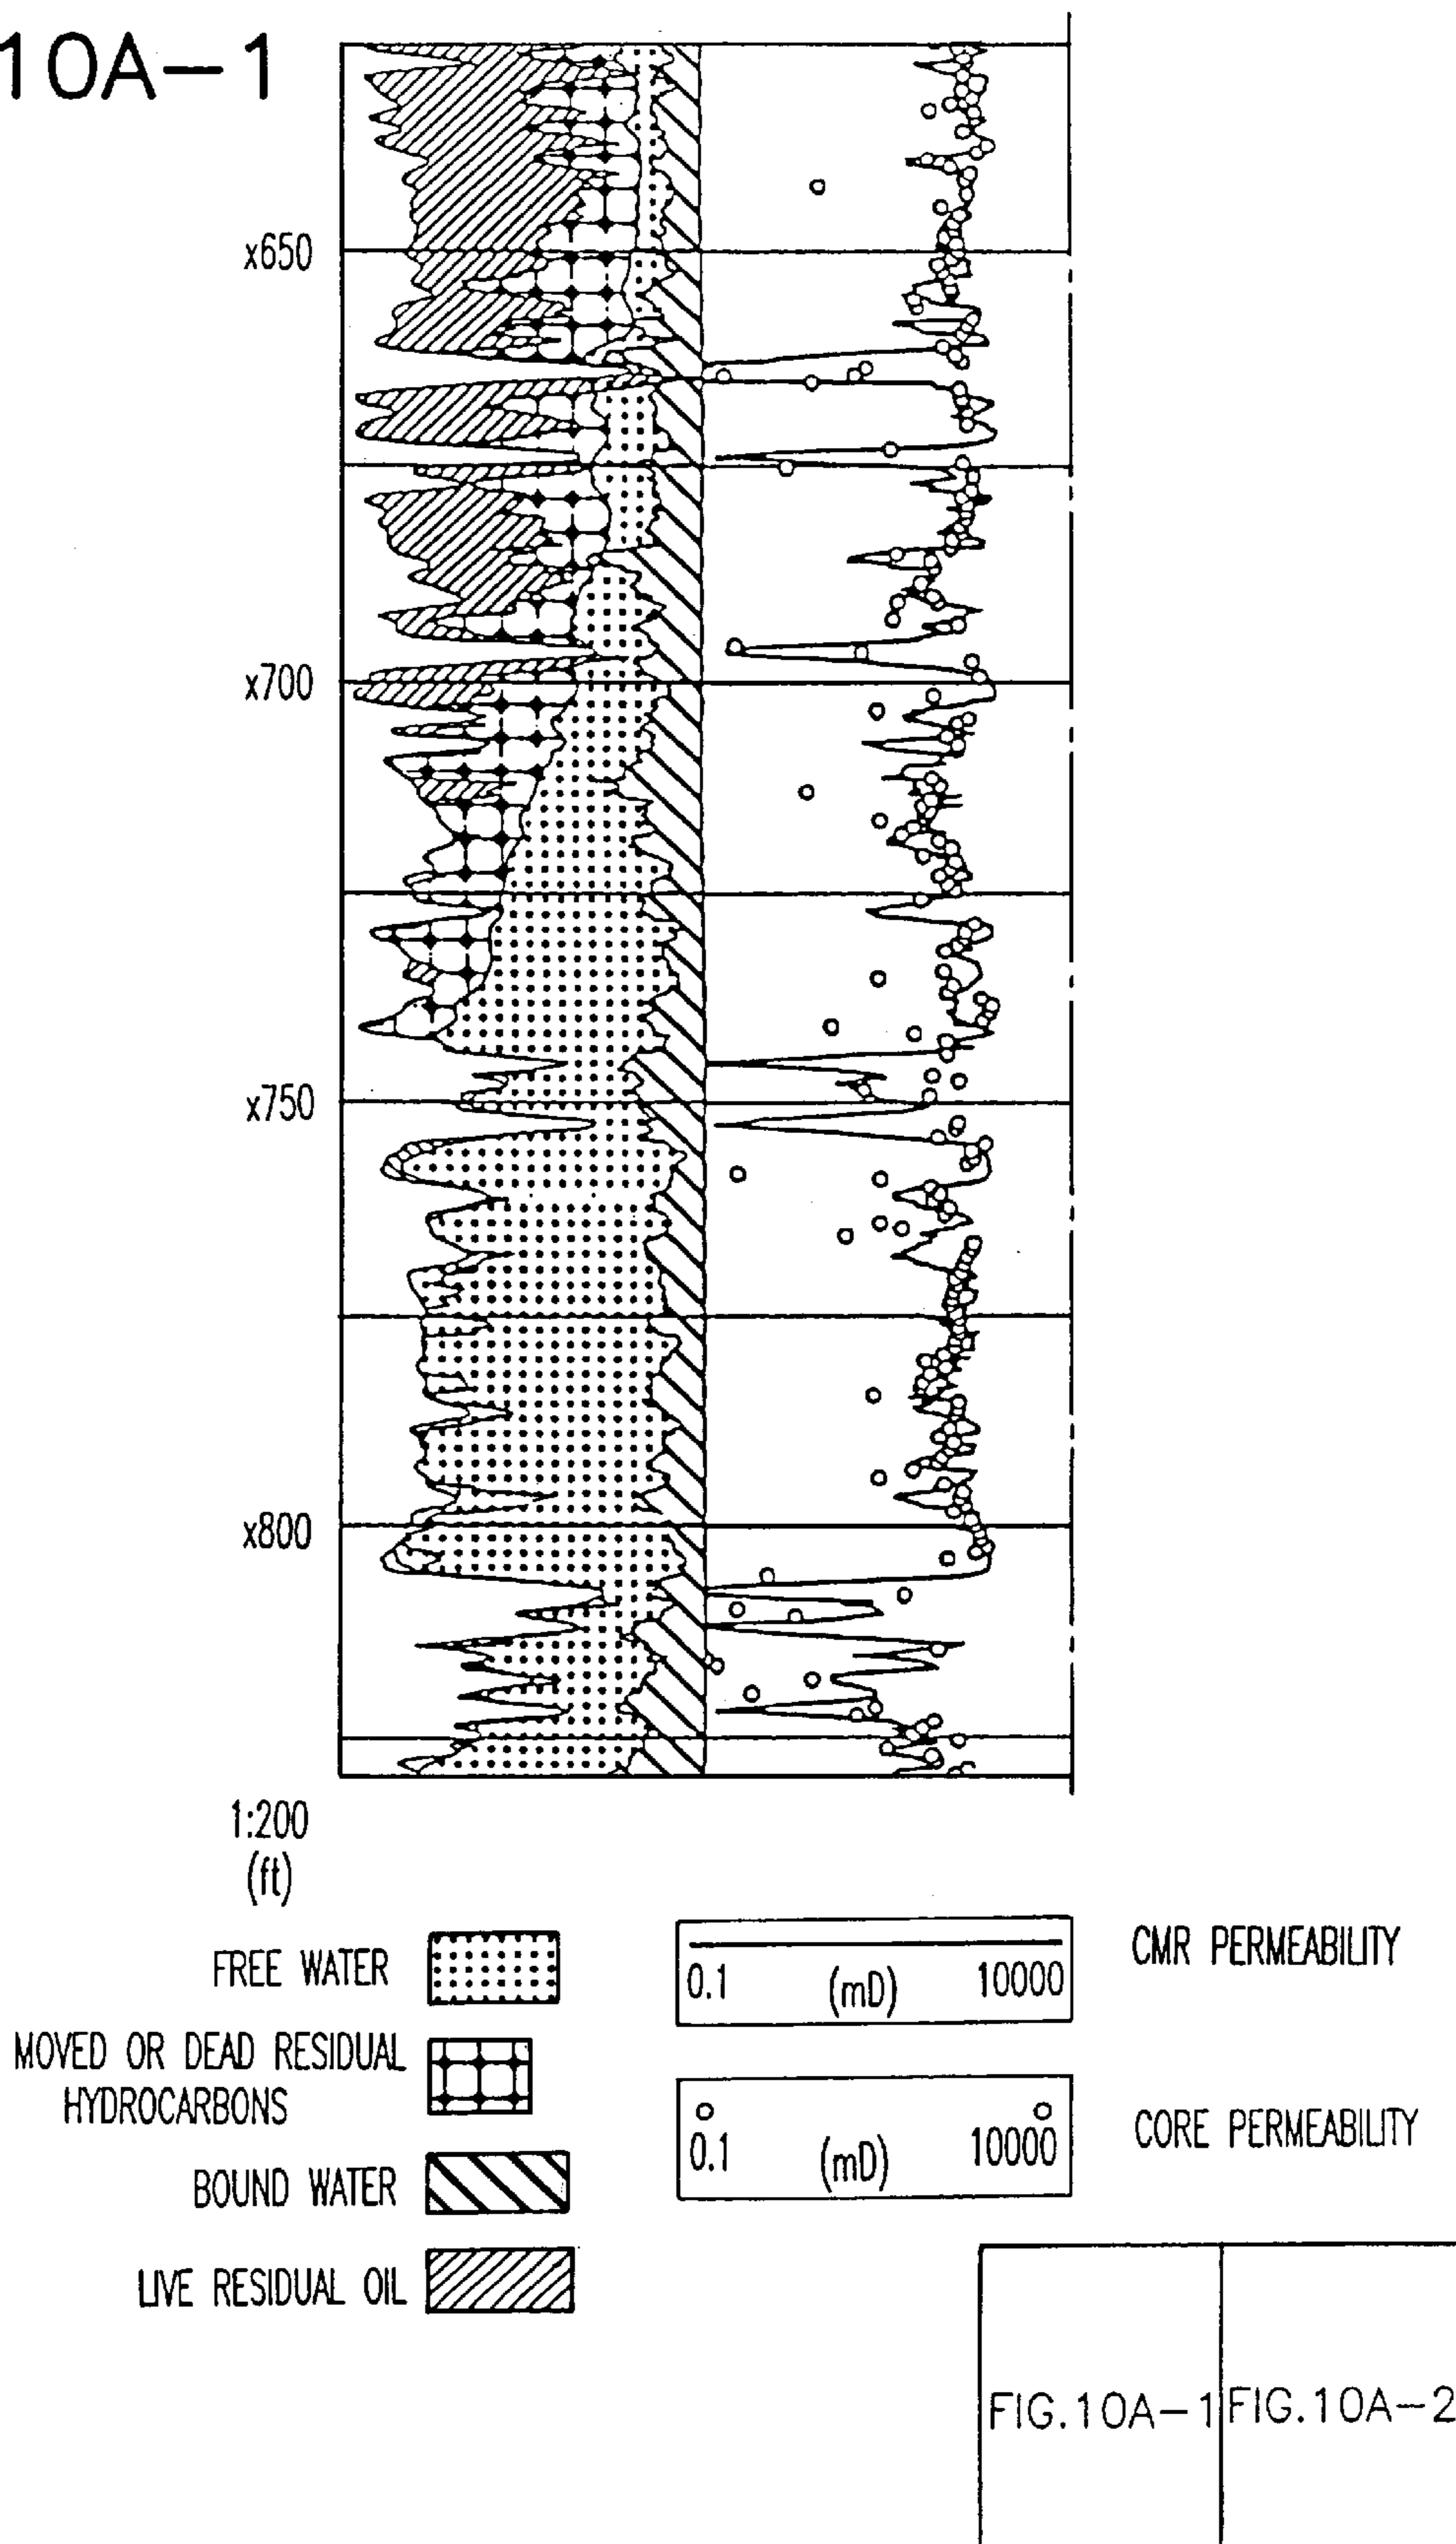 10A-1
x650
x700
x750
x800
1:200
(ft)
FREE WATER
MOVED OR DEAD RESIDUAL
HYDROCARBONS
BOUND WATER
LIVE RESIDUAL OIL
0.1 (mD) 10000
CMR PERMEABILITY
0.1 (mD) 10000
CORE PERMEABILITY
FIG.10A-1 FIG.10A-2